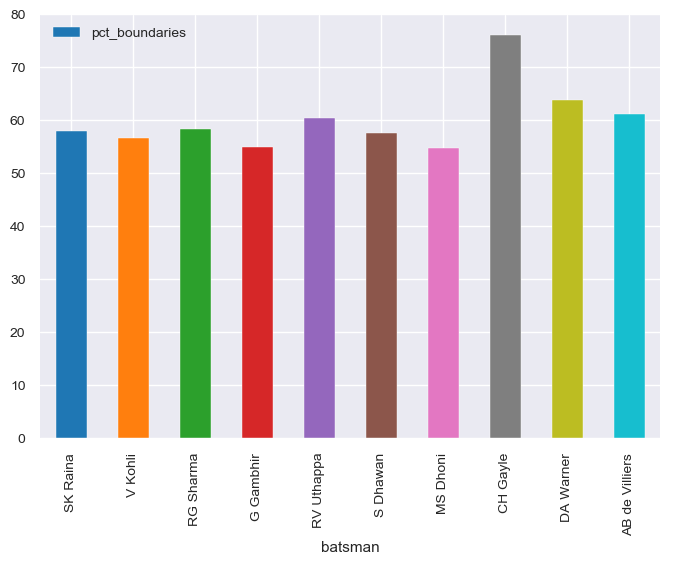 pct_boundaries
80
70
60
50
40
30
20
10
0
SK Raina
V Kohli
RG Sharma
G Gambhir
RV Uthappa
S Dhawan
MS Dhoni
CH Gayle
DA Warner
AB de Villiers
batsman